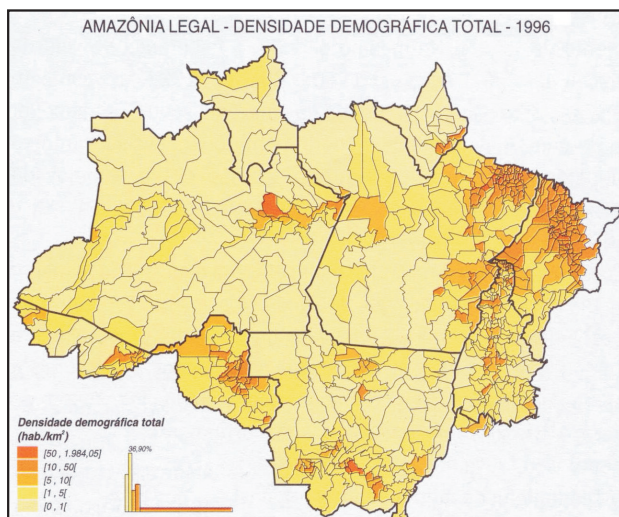 AMAZÔNIA LEGAL - DENSIDADE DEMOGRÁFICA TOTAL - 1996
Densidade demográfica total
(hab./km²)
[50 , 1.984,05[
[10 , 50[
[5 , 10[
[1 , 5[
[0 , 1[
36,90%